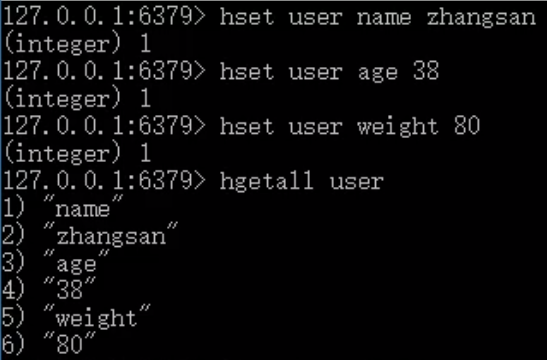 127.0.0.1:6379> hset user name zhangsan
(integer) 1
127.0.0.1:6379> hset user age 38
(integer) 1
127.0.0.1:6379> hset user weight 80
(integer) 1
127.0.0.1:6379> hgetall user
1) "name"
2) "zhangsan"
3) "age"
4) "38"
5) "weight"
6) "80"